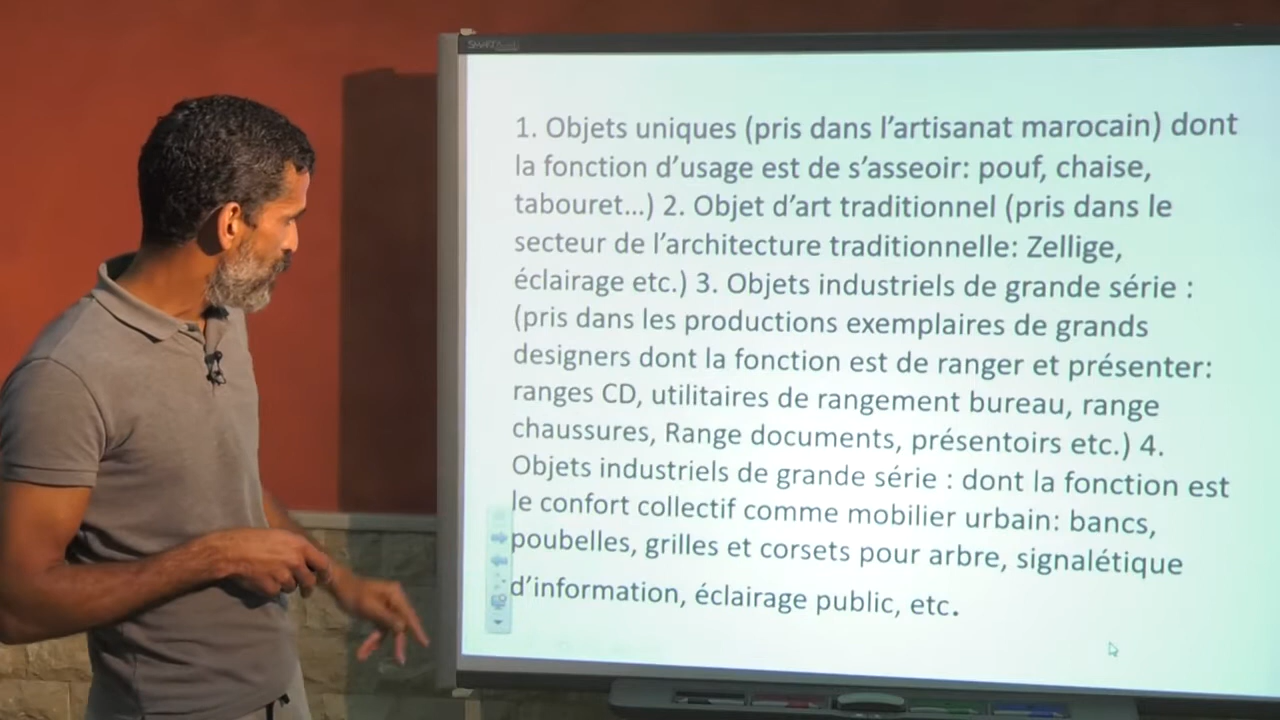 SMART
1. Objets uniques (pris dans l’artisanat marocain) dont
la fonction d’usage est de s’asseoir: pouf, chaise,
tabouret...) 2. Objet d’art traditionnel (pris dans le
secteur de l’architecture traditionnelle: Zellige,
éclairage etc.) 3. Objets industriels de grande série :
(pris dans les productions exemplaires de grands
designers dont la fonction est de ranger et présenter:
ranges CD, utilitaires de rangement bureau, range
chaussures, Range documents, présentoirs etc.) 4.
Objets industriels de grande série : dont la fonction est
le confort collectif comme mobilier urbain: bancs,
poubelles, grilles et corsets pour arbre, signalétique
d’information, éclairage public, etc.